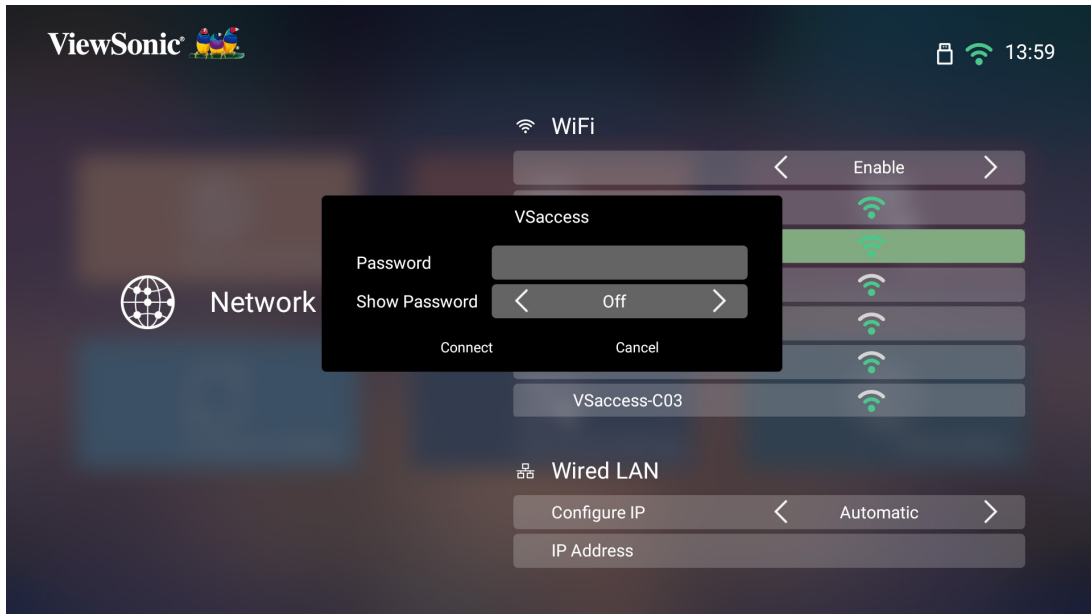 ViewSonic®
13:59
WiFi
Enable
VSaccess
Password
Show Password Off
Connect Cancel
Network
VSaccess-C03
Wired LAN
Configure IP Automatic
IP Address